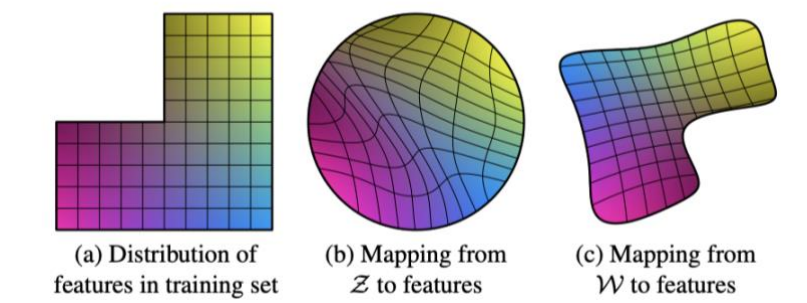 (a) Distribution of
features in training set
(b) Mapping from
𝒵 to features
(c) Mapping from
𝒲 to features